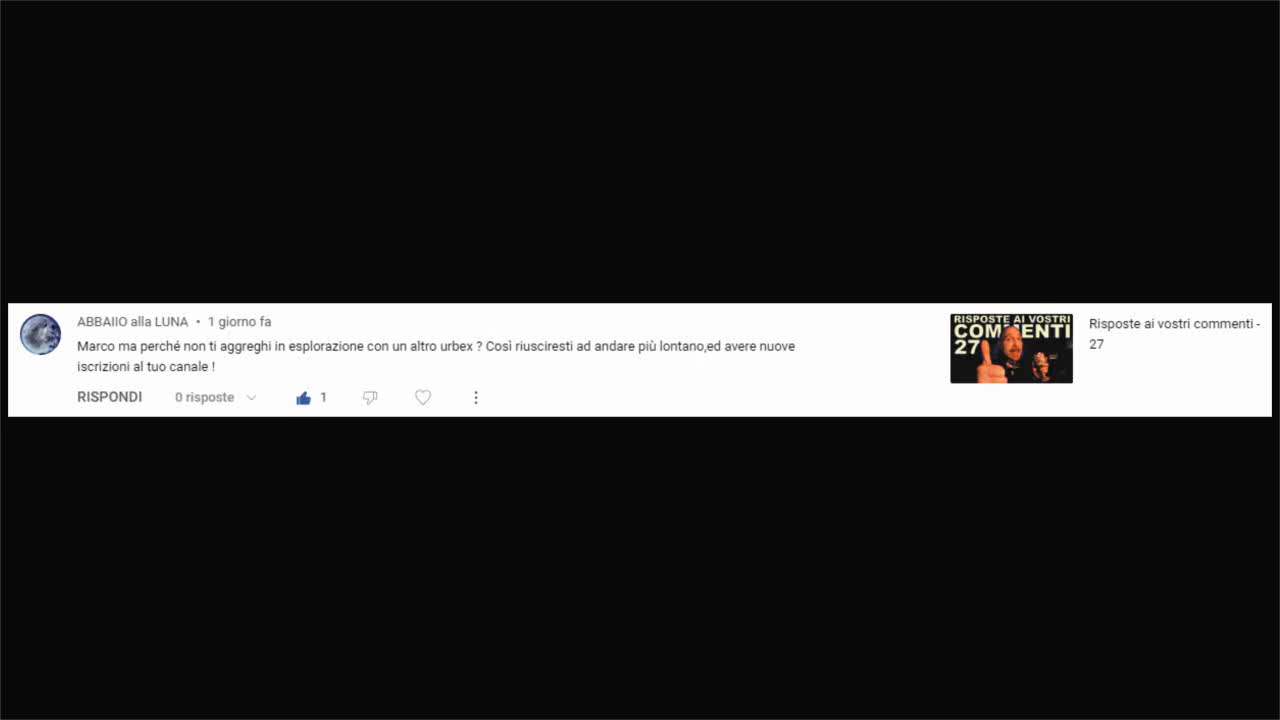 ABBAIIO alla LUNA • 1 giorno fa
Marco ma perché non ti aggreghi in esplorazione con un altro urbex ? Così riusciresti ad andare più lontano,ed avere nuove
iscrizioni al tuo canale !
RISPONDI 0 risposte 1
RISPOSTE AI VOSTRI
COMMENTI
27
Risposte ai vostri commenti -
27